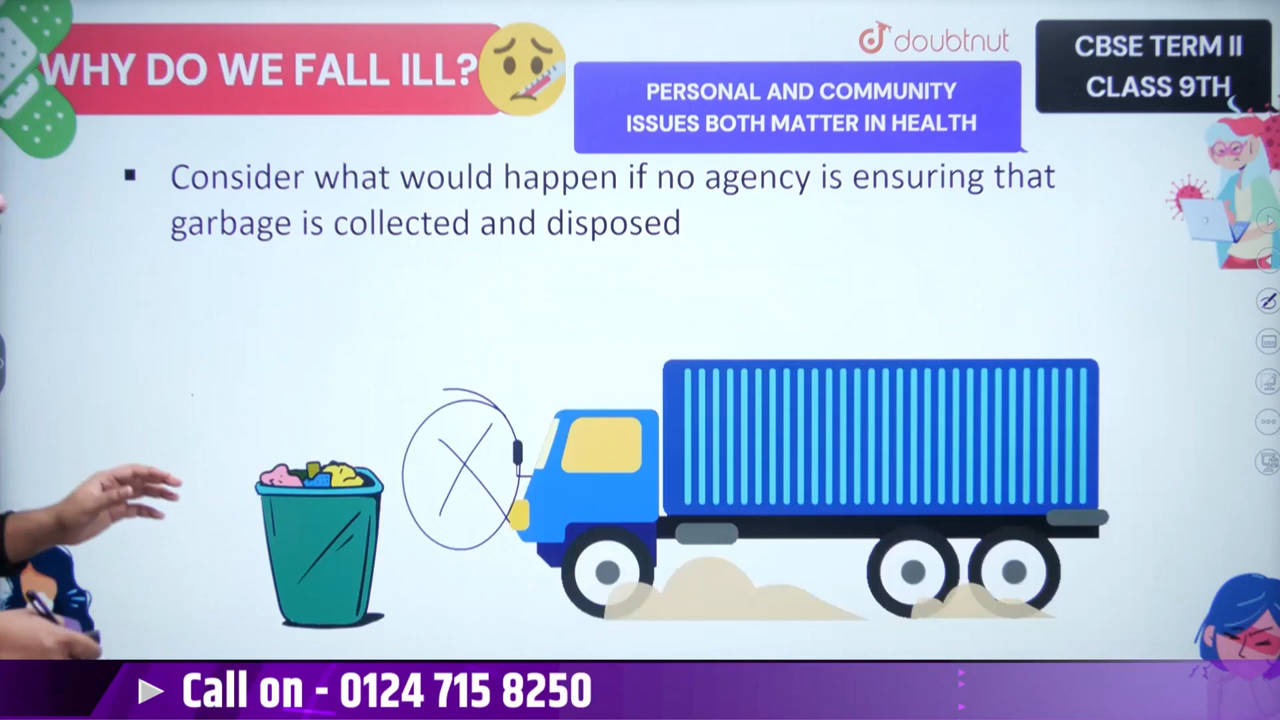 WHY DO WE FALL ILL?
doubtnut
CBSE TERM II
CLASS 9TH
PERSONAL AND COMMUNITY
ISSUES BOTH MATTER IN HEALTH
▪ Consider what would happen if no agency is ensuring that
garbage is collected and disposed
X
Call on - 0124 715 8250